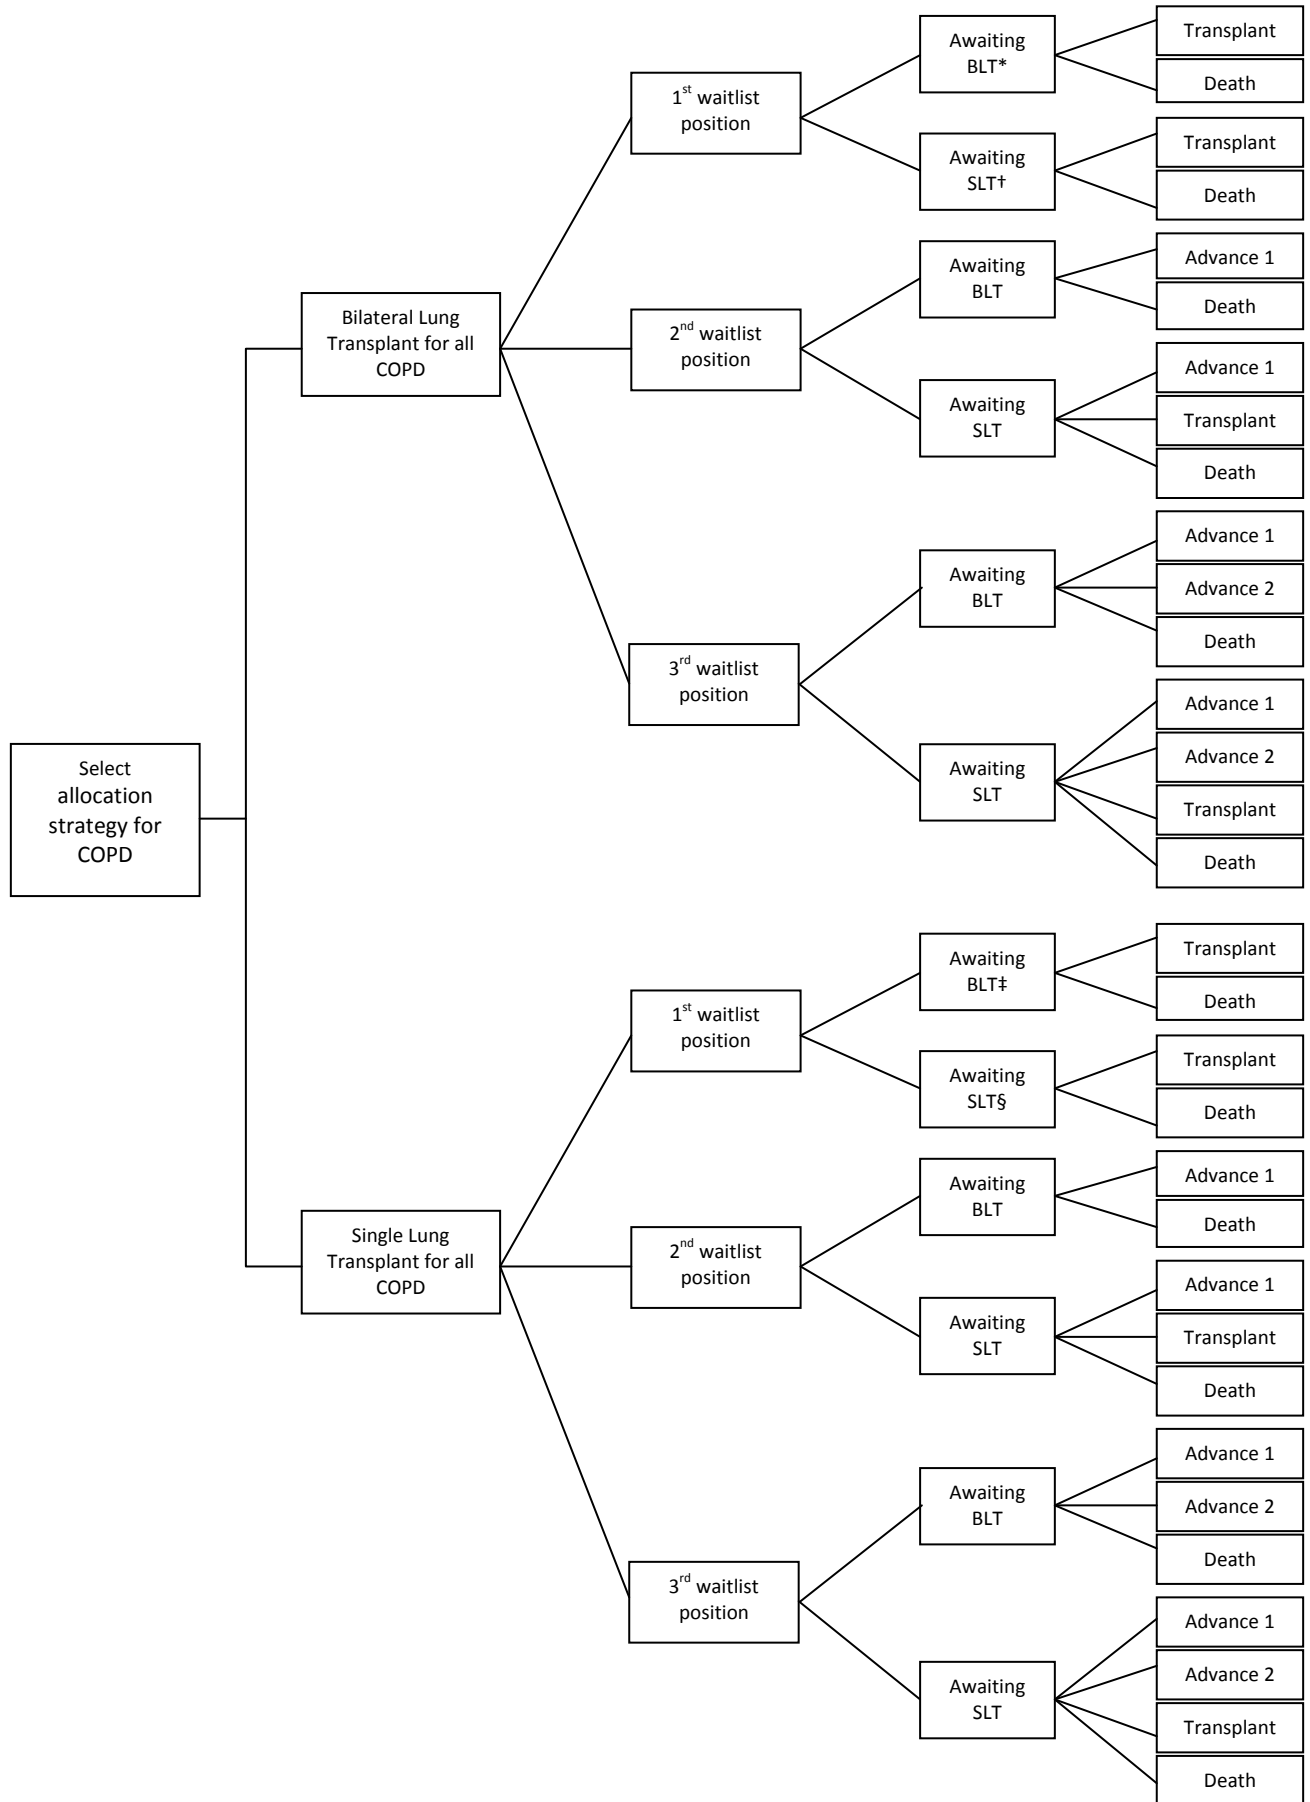 Select
allocation
strategy for
COPD
Bilateral Lung
Transplant for all
COPD
1st waitlist
position
Awaiting
BLT*
Transplant
Death
Awaiting
SLT†
Transplant
Death
2nd waitlist
position
Awaiting
BLT
Advance 1
Death
Awaiting
SLT
Advance 1
Transplant
Death
3rd waitlist
position
Awaiting
BLT
Advance 1
Advance 2
Death
Awaiting
SLT
Advance 1
Advance 2
Transplant
Death
Single Lung
Transplant for all
COPD
1st waitlist
position
Awaiting
BLT‡
Transplant
Death
Awaiting
SLT§
Transplant
Death
2nd waitlist
position
Awaiting
BLT
Advance 1
Death
Awaiting
SLT
Advance 1
Transplant
Death
3rd waitlist
position
Awaiting
BLT
Advance 1
Advance 2
Death
Awaiting
SLT
Advance 1
Advance 2
Transplant
Death